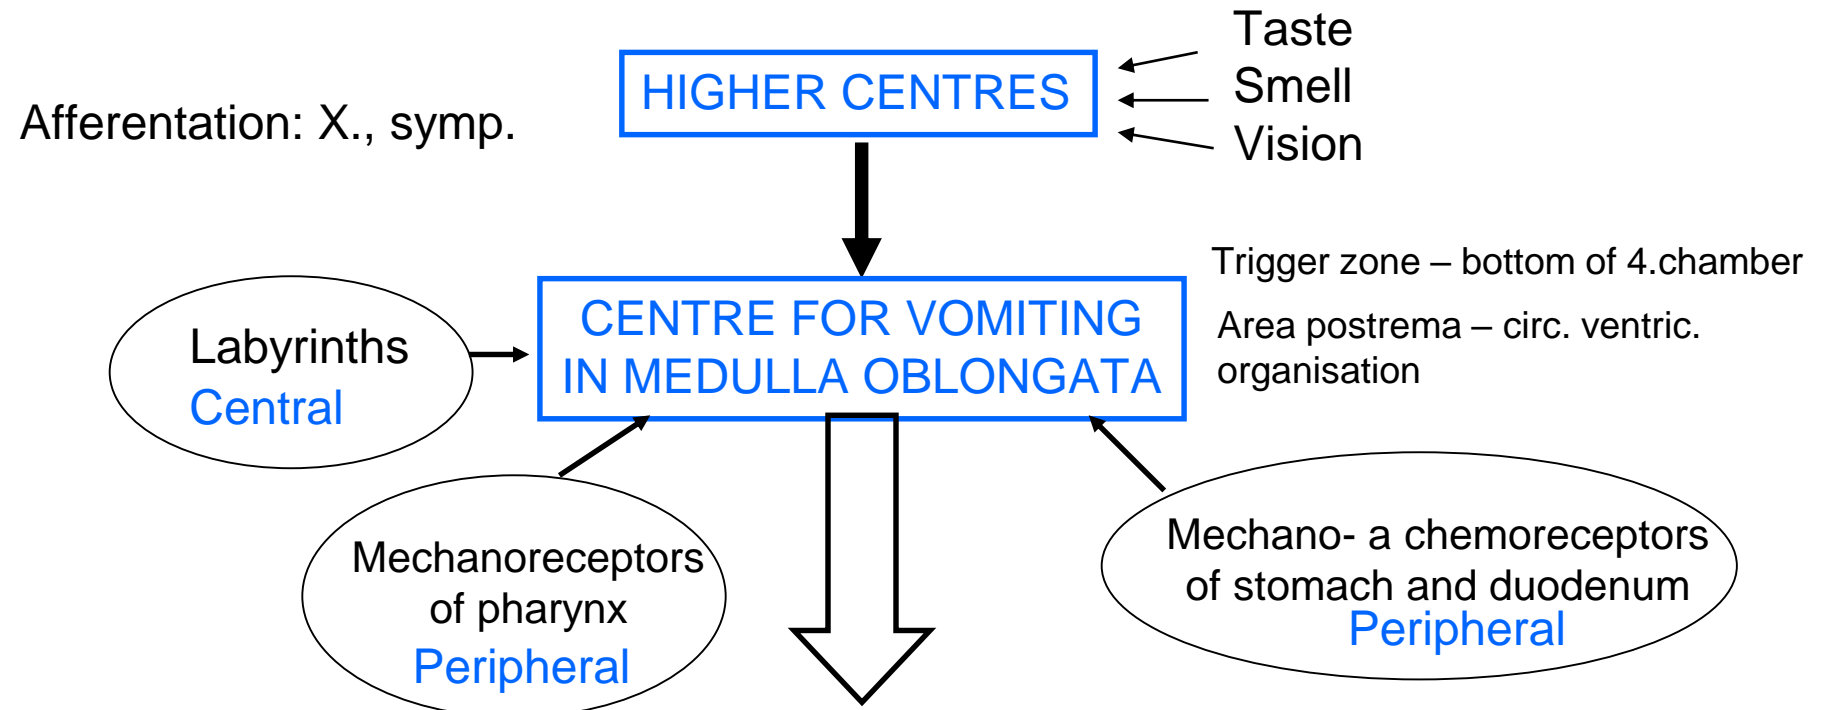 Taste
HIGHER CENTRES
Smell
Afferentation: X., symp.
Vision
Trigger zone – bottom of 4.chamber
CENTRE FOR VOMITING
IN MEDULLA OBLONGATA
Area postrema – circ. ventric.
organisation
Labyrinths
Central
Mechanoreceptors
of pharynx
Peripheral
Mechano- a chemoreceptors
of stomach and duodenum
Peripheral